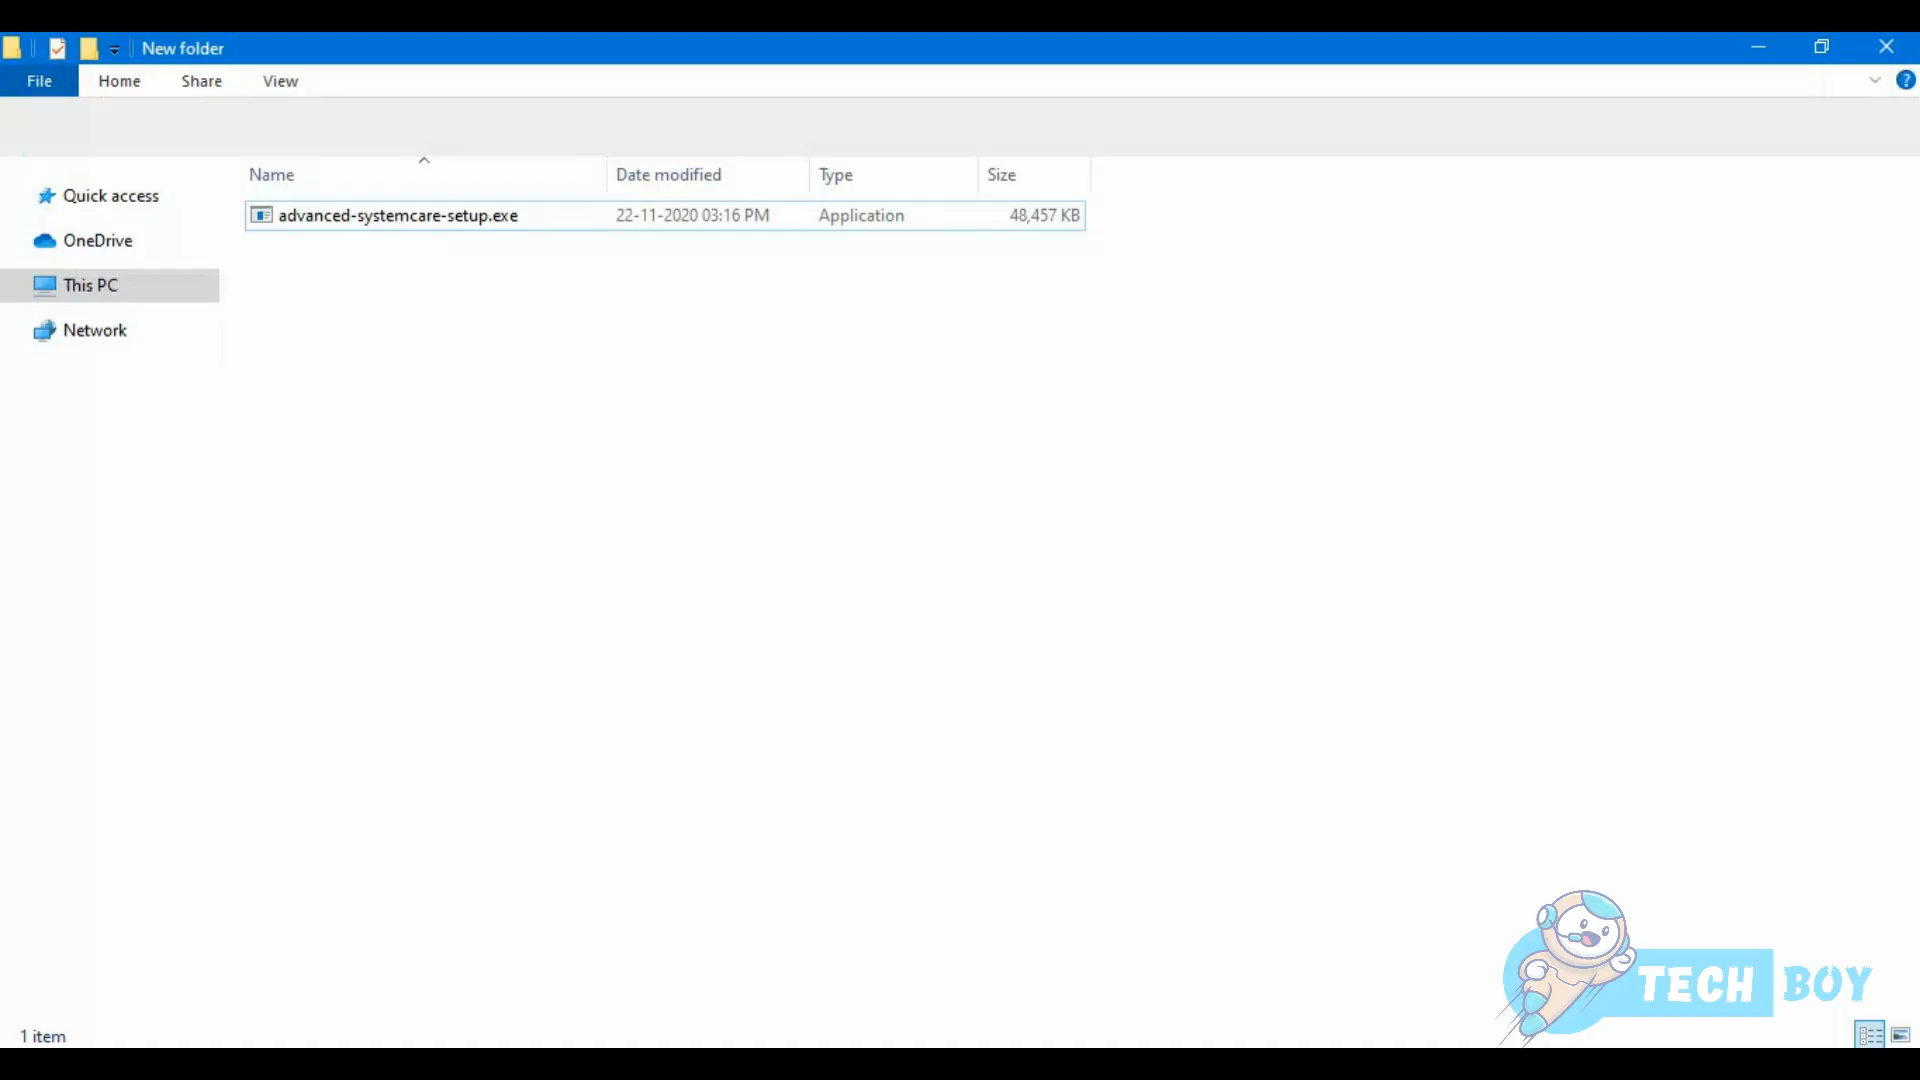 New folder
File Home Share View
Name Date modified Type Size
Quick access
advanced-systemcare-setup.exe 22-11-2020 03:16 PM Application 48,457 KB
OneDrive
This PC
Network
TECH BOY
1 item